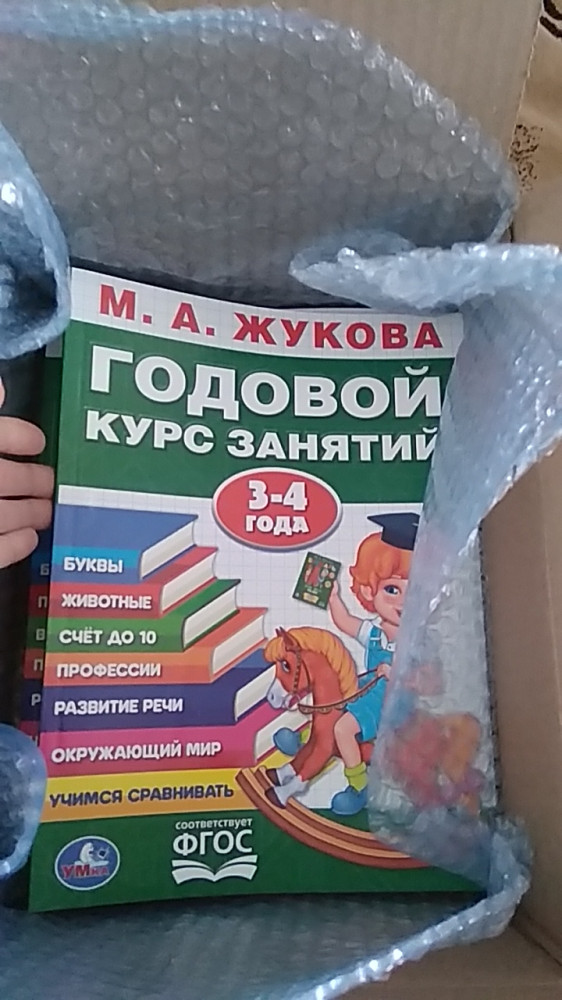 М. А. ЖУКОВА
ГОДОВОЙ
КУРС ЗАНЯТИЙ
3-4
ГОДА
БУКВЫ
ЖИВОТНЫЕ
СЧЁТ ДО 10
ПРОФЕССИИ
РАЗВИТИЕ РЕЧИ
ОКРУЖАЮЩИЙ МИР
УЧИМСЯ СРАВНИВАТЬ
соответствует
ФГОС
УМка